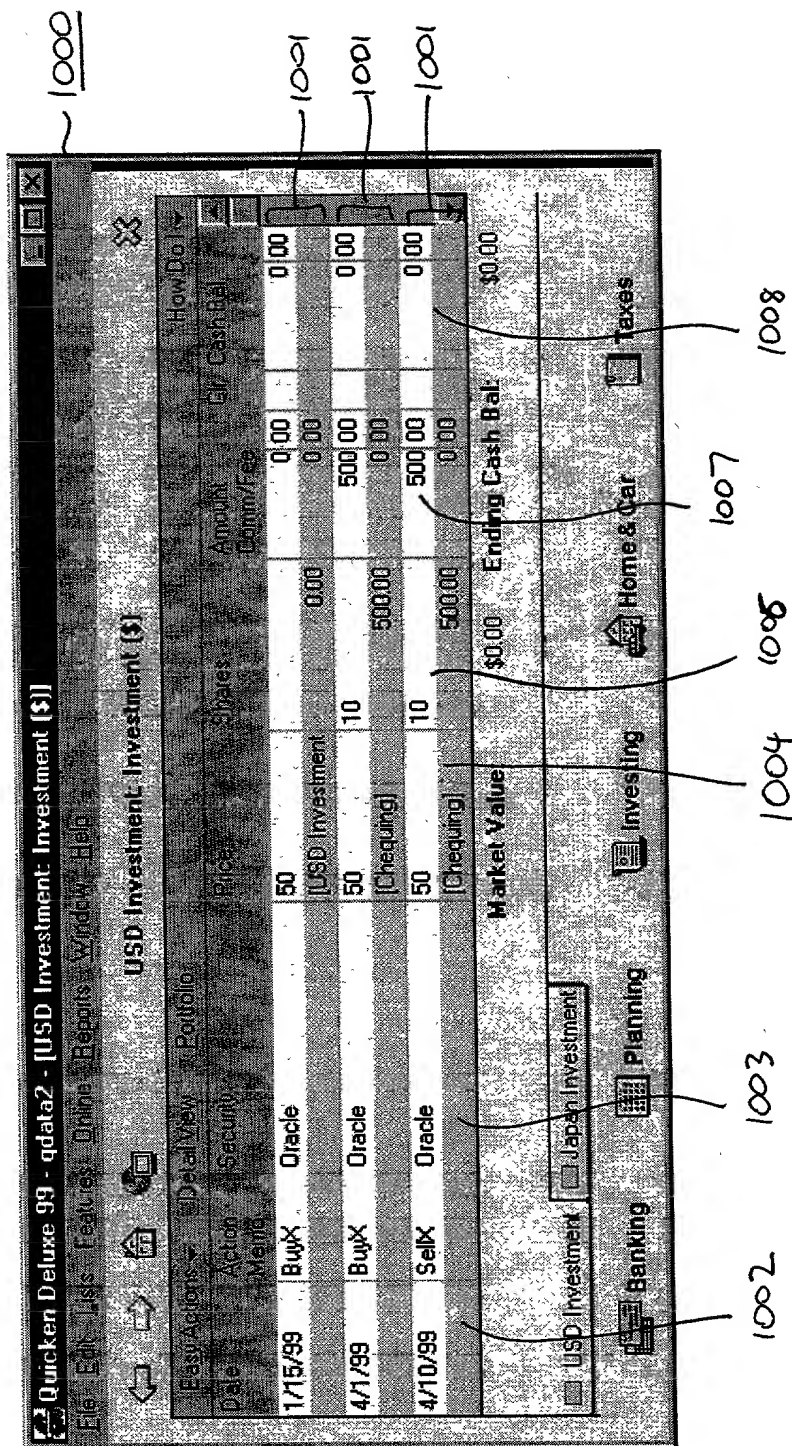 Quicken Deluxe 99 - qdata2 - [USD Investment: Investment [$]]
File Edit Lists Features Online Reports Window Help
USD Investment: Investment [$]
Easy Actions Detail View Portfolio How Do I
Date Action Security Price Shares Amount Clr Cash Bal
Memo Comm/Fee
1/15/99 BuyX Oracle 50 0.00 0.00
[USD Investment 0.00 0.00
4/1/99 BuyX Oracle 50 10 500.00 0.00
[Chequing] 500.00 0.00
4/10/99 SellX Oracle 50 10 500.00 0.00
[Chequing] 500.00 0.00
Market Value: $0.00 Ending Cash Bal: $0.00
USD Investment Japan Investment
Banking Planning Investing Home & Car Taxes
1000
1001
1001
1001
1002
1003
1004
1005
1007
1008